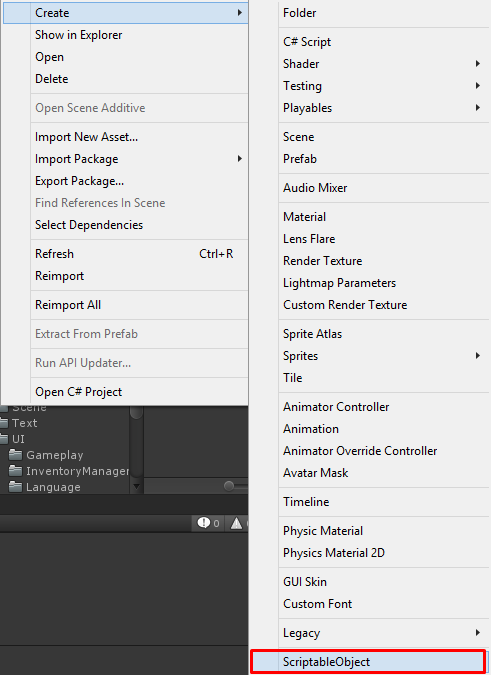 Create
Show in Explorer
Open
Delete
Open Scene Additive
Import New Asset...
Import Package
Export Package...
Find References In Scene
Select Dependencies
Refresh Ctrl+R
Reimport
Reimport All
Extract From Prefab
Run API Updater...
Open C# Project
Scene
Text
UI
Gameplay
InventoryManager
Language
0
Folder
C# Script
Shader
Testing
Playables
Scene
Prefab
Audio Mixer
Material
Lens Flare
Render Texture
Lightmap Parameters
Custom Render Texture
Sprite Atlas
Sprites
Tile
Animator Controller
Animation
Animator Override Controller
Avatar Mask
Timeline
Physic Material
Physics Material 2D
GUI Skin
Custom Font
Legacy
ScriptableObject